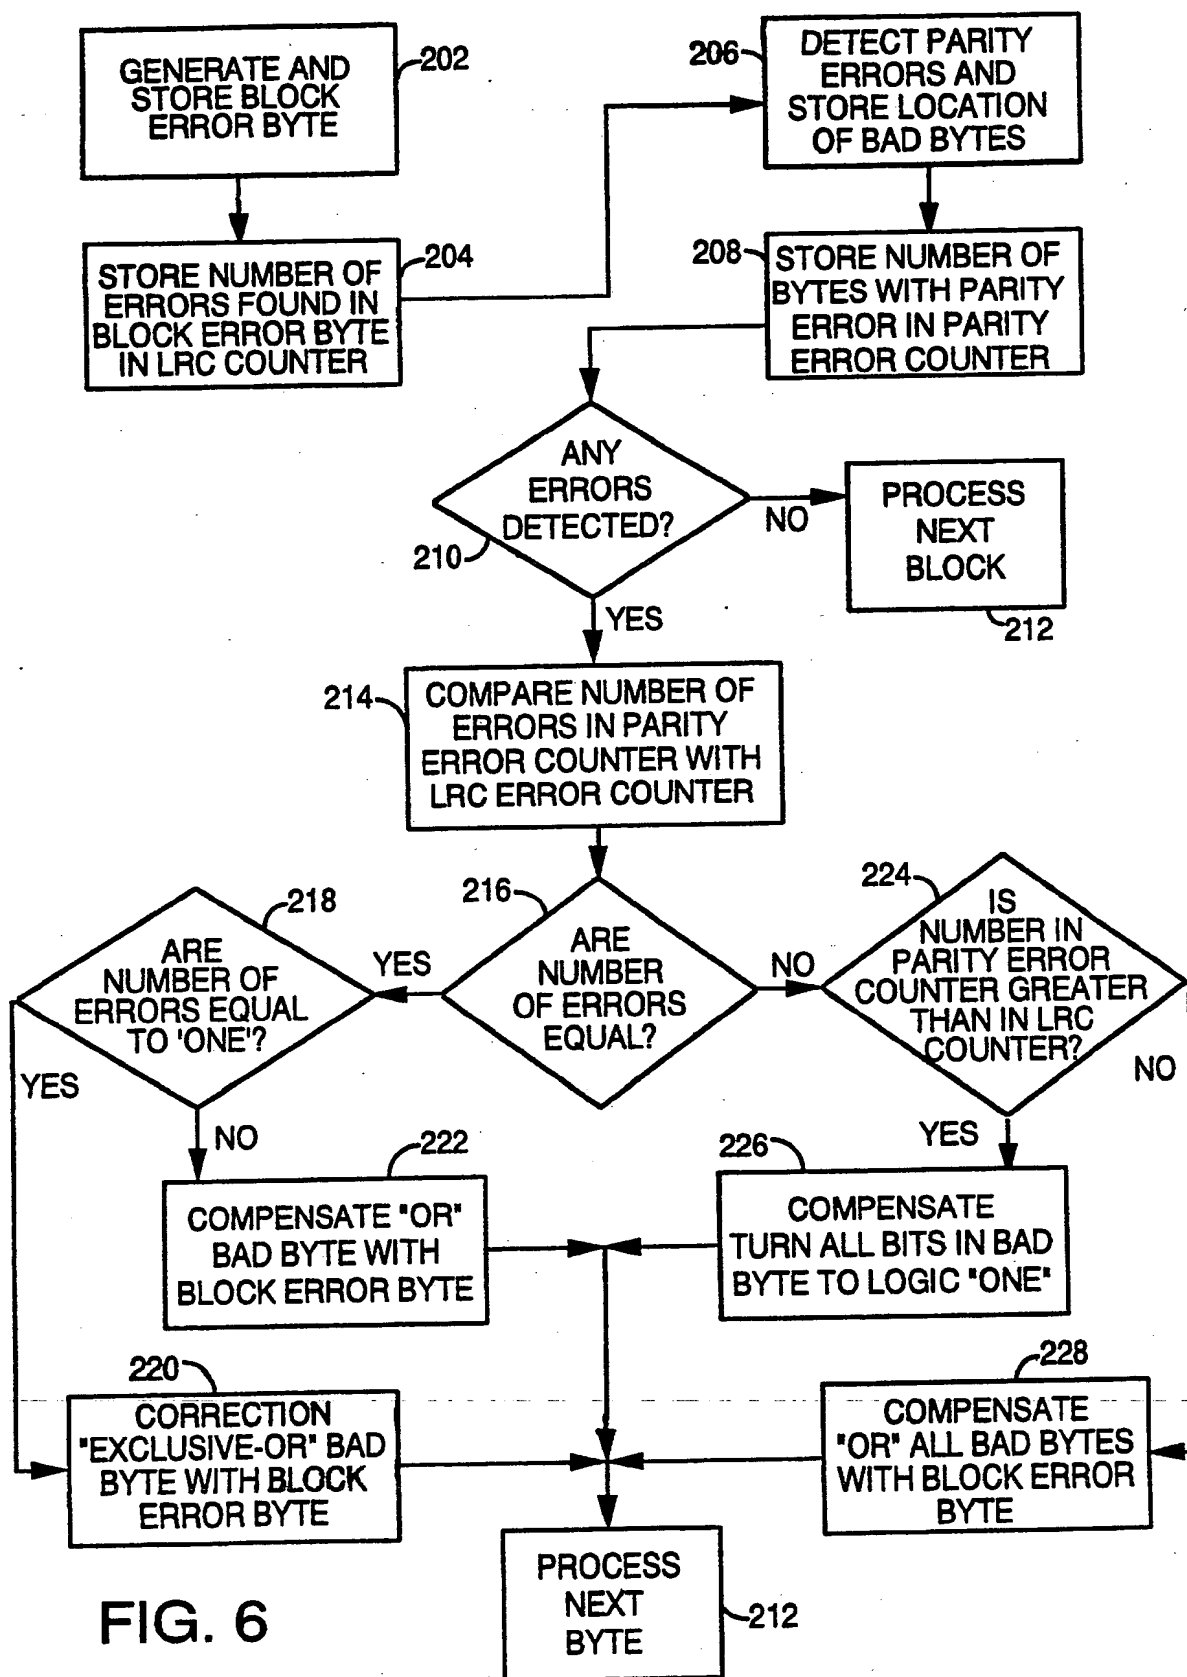 GENERATE AND
STORE BLOCK
ERROR BYTE
202
STORE NUMBER OF
ERRORS FOUND IN
BLOCK ERROR BYTE
IN LRC COUNTER
204
206
DETECT PARITY
ERRORS AND
STORE LOCATION
OF BAD BYTES
208
STORE NUMBER OF
BYTES WITH PARITY
ERROR IN PARITY
ERROR COUNTER
ANY
ERRORS
DETECTED?
210
NO
PROCESS
NEXT
BLOCK
212
YES
214
COMPARE NUMBER OF
ERRORS IN PARITY
ERROR COUNTER WITH
LRC ERROR COUNTER
216
ARE
NUMBER
OF ERRORS
EQUAL?
YES
NO
218
ARE
NUMBER OF
ERRORS EQUAL
TO 'ONE'?
YES
NO
224
IS
NUMBER IN
PARITY ERROR
COUNTER GREATER
THAN IN LRC
COUNTER?
NO
YES
222
COMPENSATE "OR"
BAD BYTE WITH
BLOCK ERROR BYTE
226
COMPENSATE
TURN ALL BITS IN BAD
BYTE TO LOGIC "ONE"
220
CORRECTION
"EXCLUSIVE-OR" BAD
BYTE WITH BLOCK
ERROR BYTE
228
COMPENSATE
"OR" ALL BAD BYTES
WITH BLOCK ERROR
BYTE
PROCESS
NEXT
BYTE
212
FIG. 6